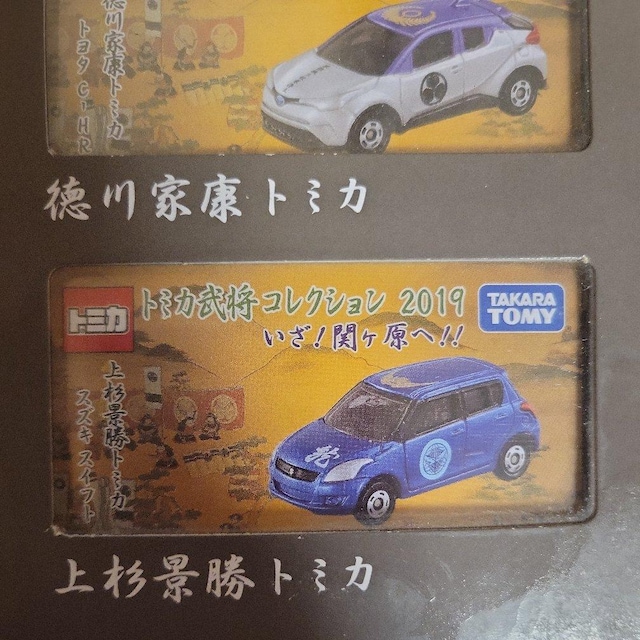 徳川家康トミカ
トヨタ C-HR
徳川家康トミカ
トミカ
トミカ武将コレクション 2019
いざ!関ヶ原へ!!
TAKARA
TOMY
上杉景勝トミカ
スズキ スイフト
上杉景勝トミカ